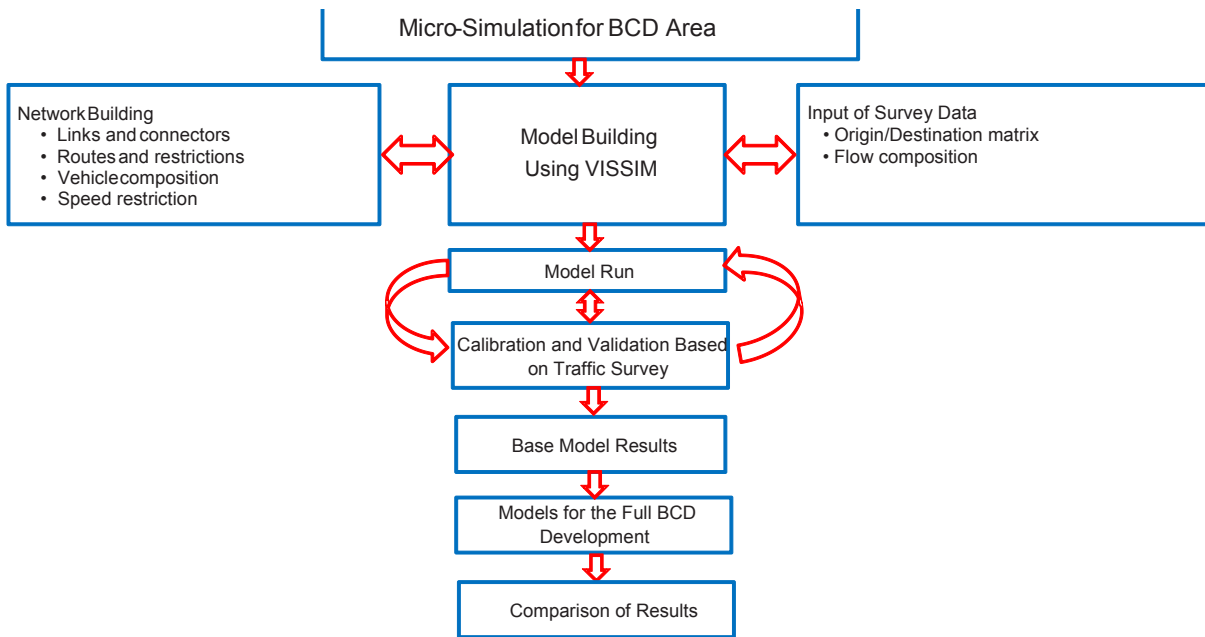 Micro-Simulation for BCD Area
Network Building
• Links and connectors
• Routes and restrictions
• Vehicle composition
• Speed restriction
Model Building
Using VISSIM
Input of Survey Data
• Origin/Destination matrix
• Flow composition
Model Run
Calibration and Validation Based
on Traffic Survey
Base Model Results
Models for the Full BCD
Development
Comparison of Results